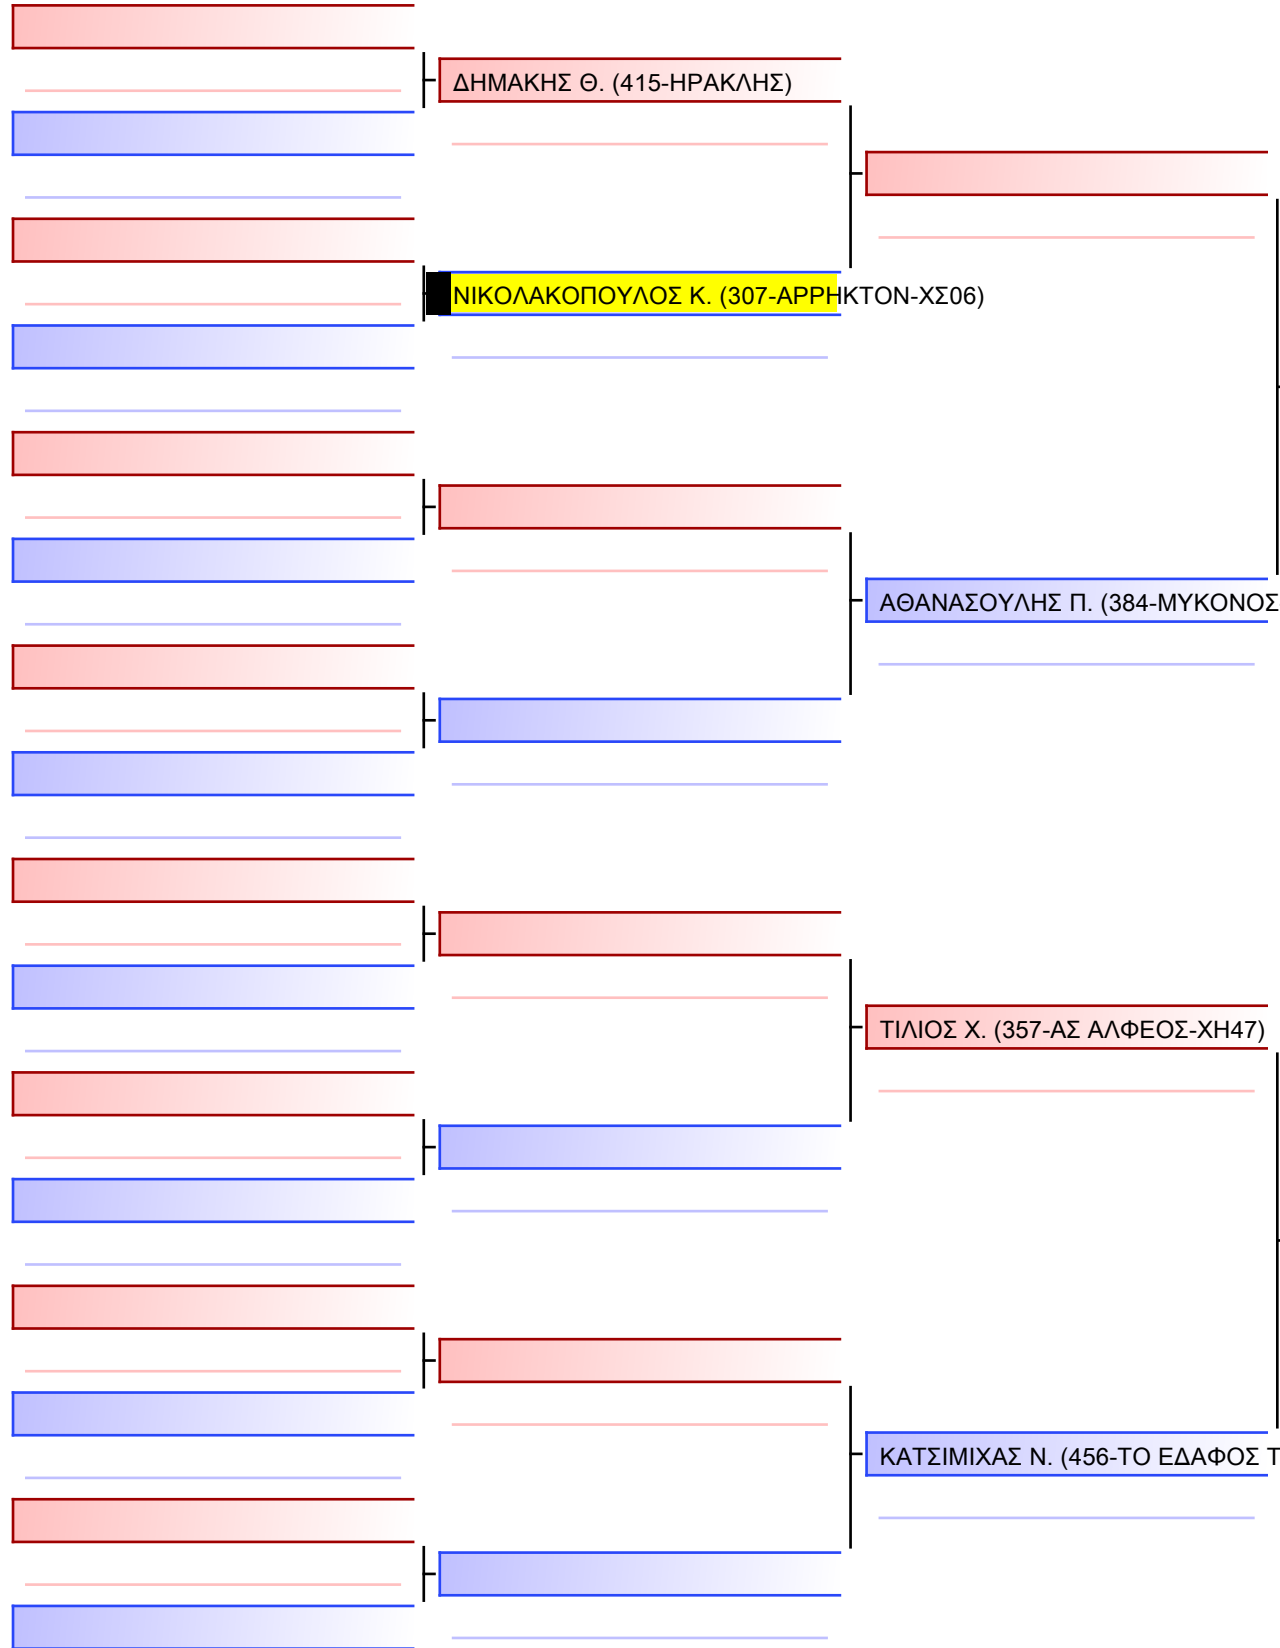 ΔΗΜΑΚΗΣ Θ. (415-ΗΡΑΚΛΗΣ)
ΝΙΚΟΛΑΚΟΠΟΥΛΟΣ Κ. (307-ΑΡΡΗΚΤΟΝ-ΧΣ06)
ΑΘΑΝΑΣΟΥΛΗΣ Π. (384-ΜΥΚΟΝΟΣ
ΤΙΛΙΟΣ Χ. (357-ΑΣ ΑΛΦΕΟΣ-ΧΗ47)
ΚΑΤΣΙΜΙΧΑΣ Ν. (456-ΤΟ ΕΔΑΦΟΣ Τ